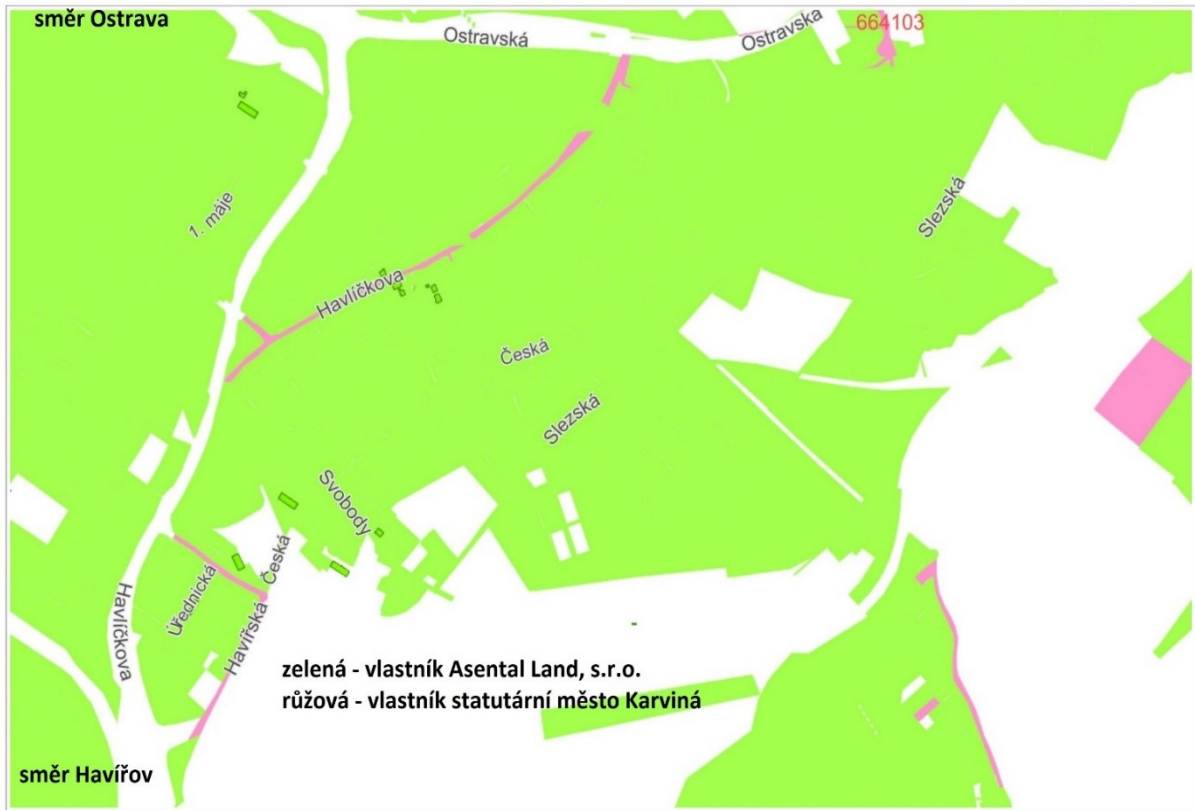 směr Ostrava
Ostravská
Ostravska
664103
1. máje
Slezská
Havlíčkova
Česká
Slezská
Svobody
Havlíčkova
Úřednická
Havířská
Česká
zelená - vlastník Asental Land, s.r.o.
růžová - vlastník statutární město Karviná
směr Havířov